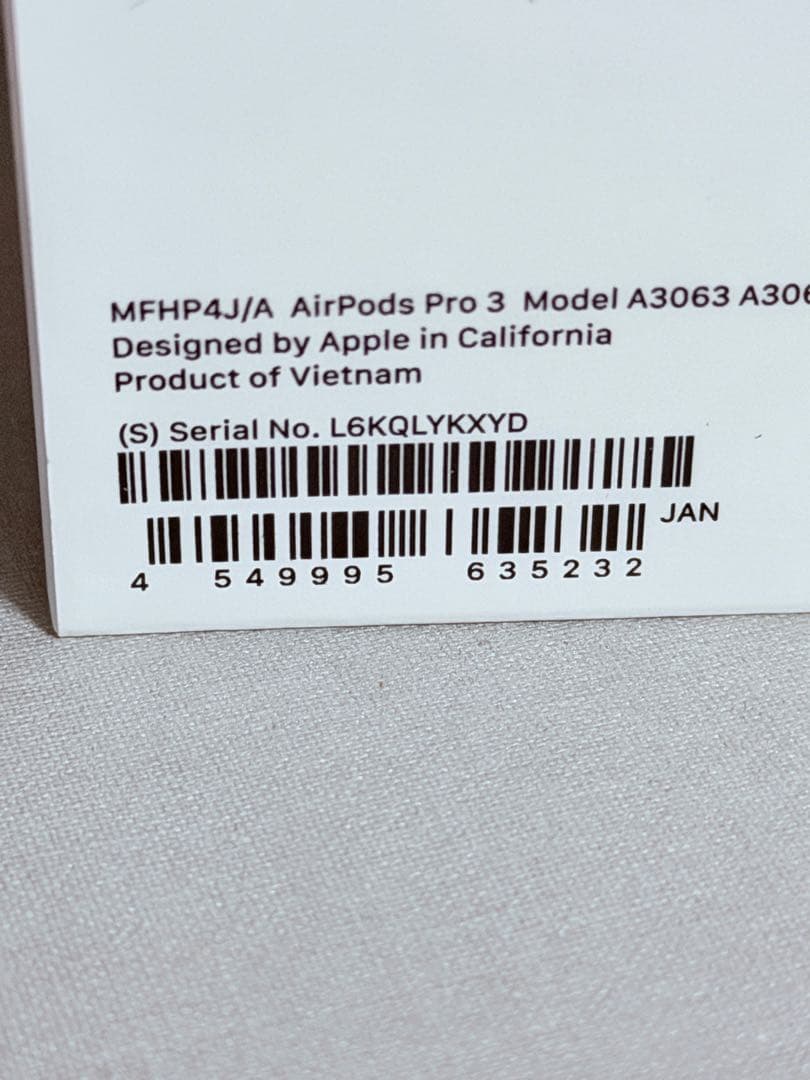 MFHP4J/A AirPods Pro 3 Model A3063 A306
Designed by Apple in California
Product of Vietnam
(S) Serial No. L6KQLYKXYD
JAN
4 549995 635232